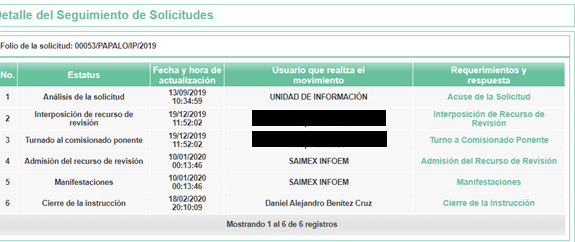 Detalle del Seguimiento de Solicitudes
Folio de la solicitud: 00053/PAPALO/IP/2019
No. Estatus Fecha y hora de actualización Usuario que realiza el movimiento Requerimientos y respuesta
1 Análisis de la solicitud 13/09/2019 10:34:59 UNIDAD DE INFORMACIÓN Acuse de la Solicitud
2 Interposición de recurso de revisión 19/12/2019 11:52:02 Interposición de Recurso de Revisión
3 Turnado al comisionado ponente 19/12/2019 11:52:02 Turno a Comisionado Ponente
4 Admisión del recurso de revisión 10/01/2020 00:13:46 SAIMEX INFOEM Admisión del Recurso de Revisión
5 Manifestaciones 10/01/2020 00:13:46 SAIMEX INFOEM Manifestaciones
6 Cierre de la instrucción 18/02/2020 20:10:09 Daniel Alejandro Benitez Cruz Cierre de la Instrucción
Mostrando 1 al 6 de 6 registros